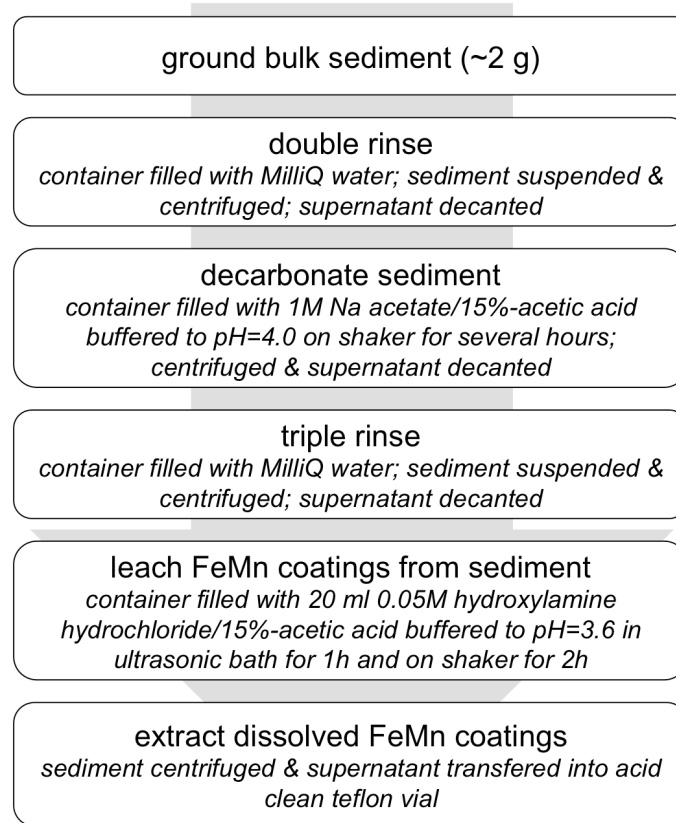 ground bulk sediment (~2 g)
double rinse
container filled with MilliQ water; sediment suspended &
centrifuged; supernatant decanted
decarbonate sediment
container filled with 1M Na acetate/15%-acetic acid
buffered to pH=4.0 on shaker for several hours;
centrifuged & supernatant decanted
triple rinse
container filled with MilliQ water; sediment suspended &
centrifuged; supernatant decanted
leach FeMn coatings from sediment
container filled with 20 ml 0.05M hydroxylamine
hydrochloride/15%-acetic acid buffered to pH=3.6 in
ultrasonic bath for 1h and on shaker for 2h
extract dissolved FeMn coatings
sediment centrifuged & supernatant transfered into acid
clean teflon vial